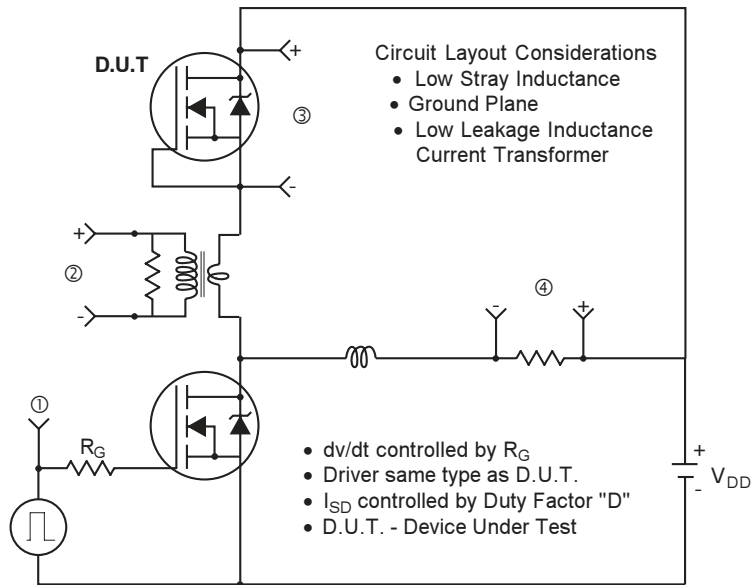 D.U.T
+
③
-
Circuit Layout Considerations
• Low Stray Inductance
• Ground Plane
• Low Leakage Inductance
Current Transformer
+
②
-
④
-
+
①
R_G
• dv/dt controlled by R_G
• Driver same type as D.U.T.
• I_SD controlled by Duty Factor "D"
• D.U.T. - Device Under Test
+
-
V_DD